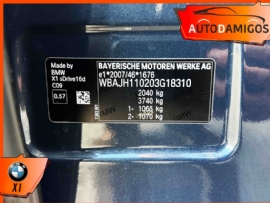 AUTODAMIGOS
Made by
BMW
X1 sDrive16d
C09
0.57
BAYERISCHE MOTOREN WERKE AG
e1*2007/46*1676
WBAJH110203G18310
2040 kg
3740 kg
1- 1065 kg
2- 1070 kg
BMW
X1